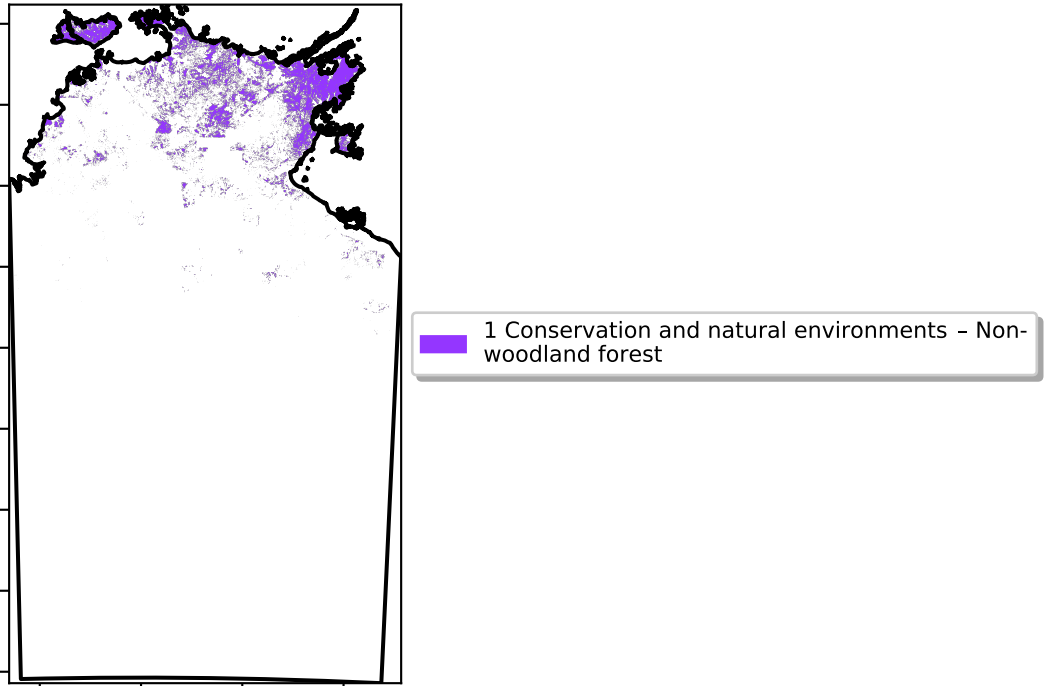 1 Conservation and natural environments – Non-
woodland forest